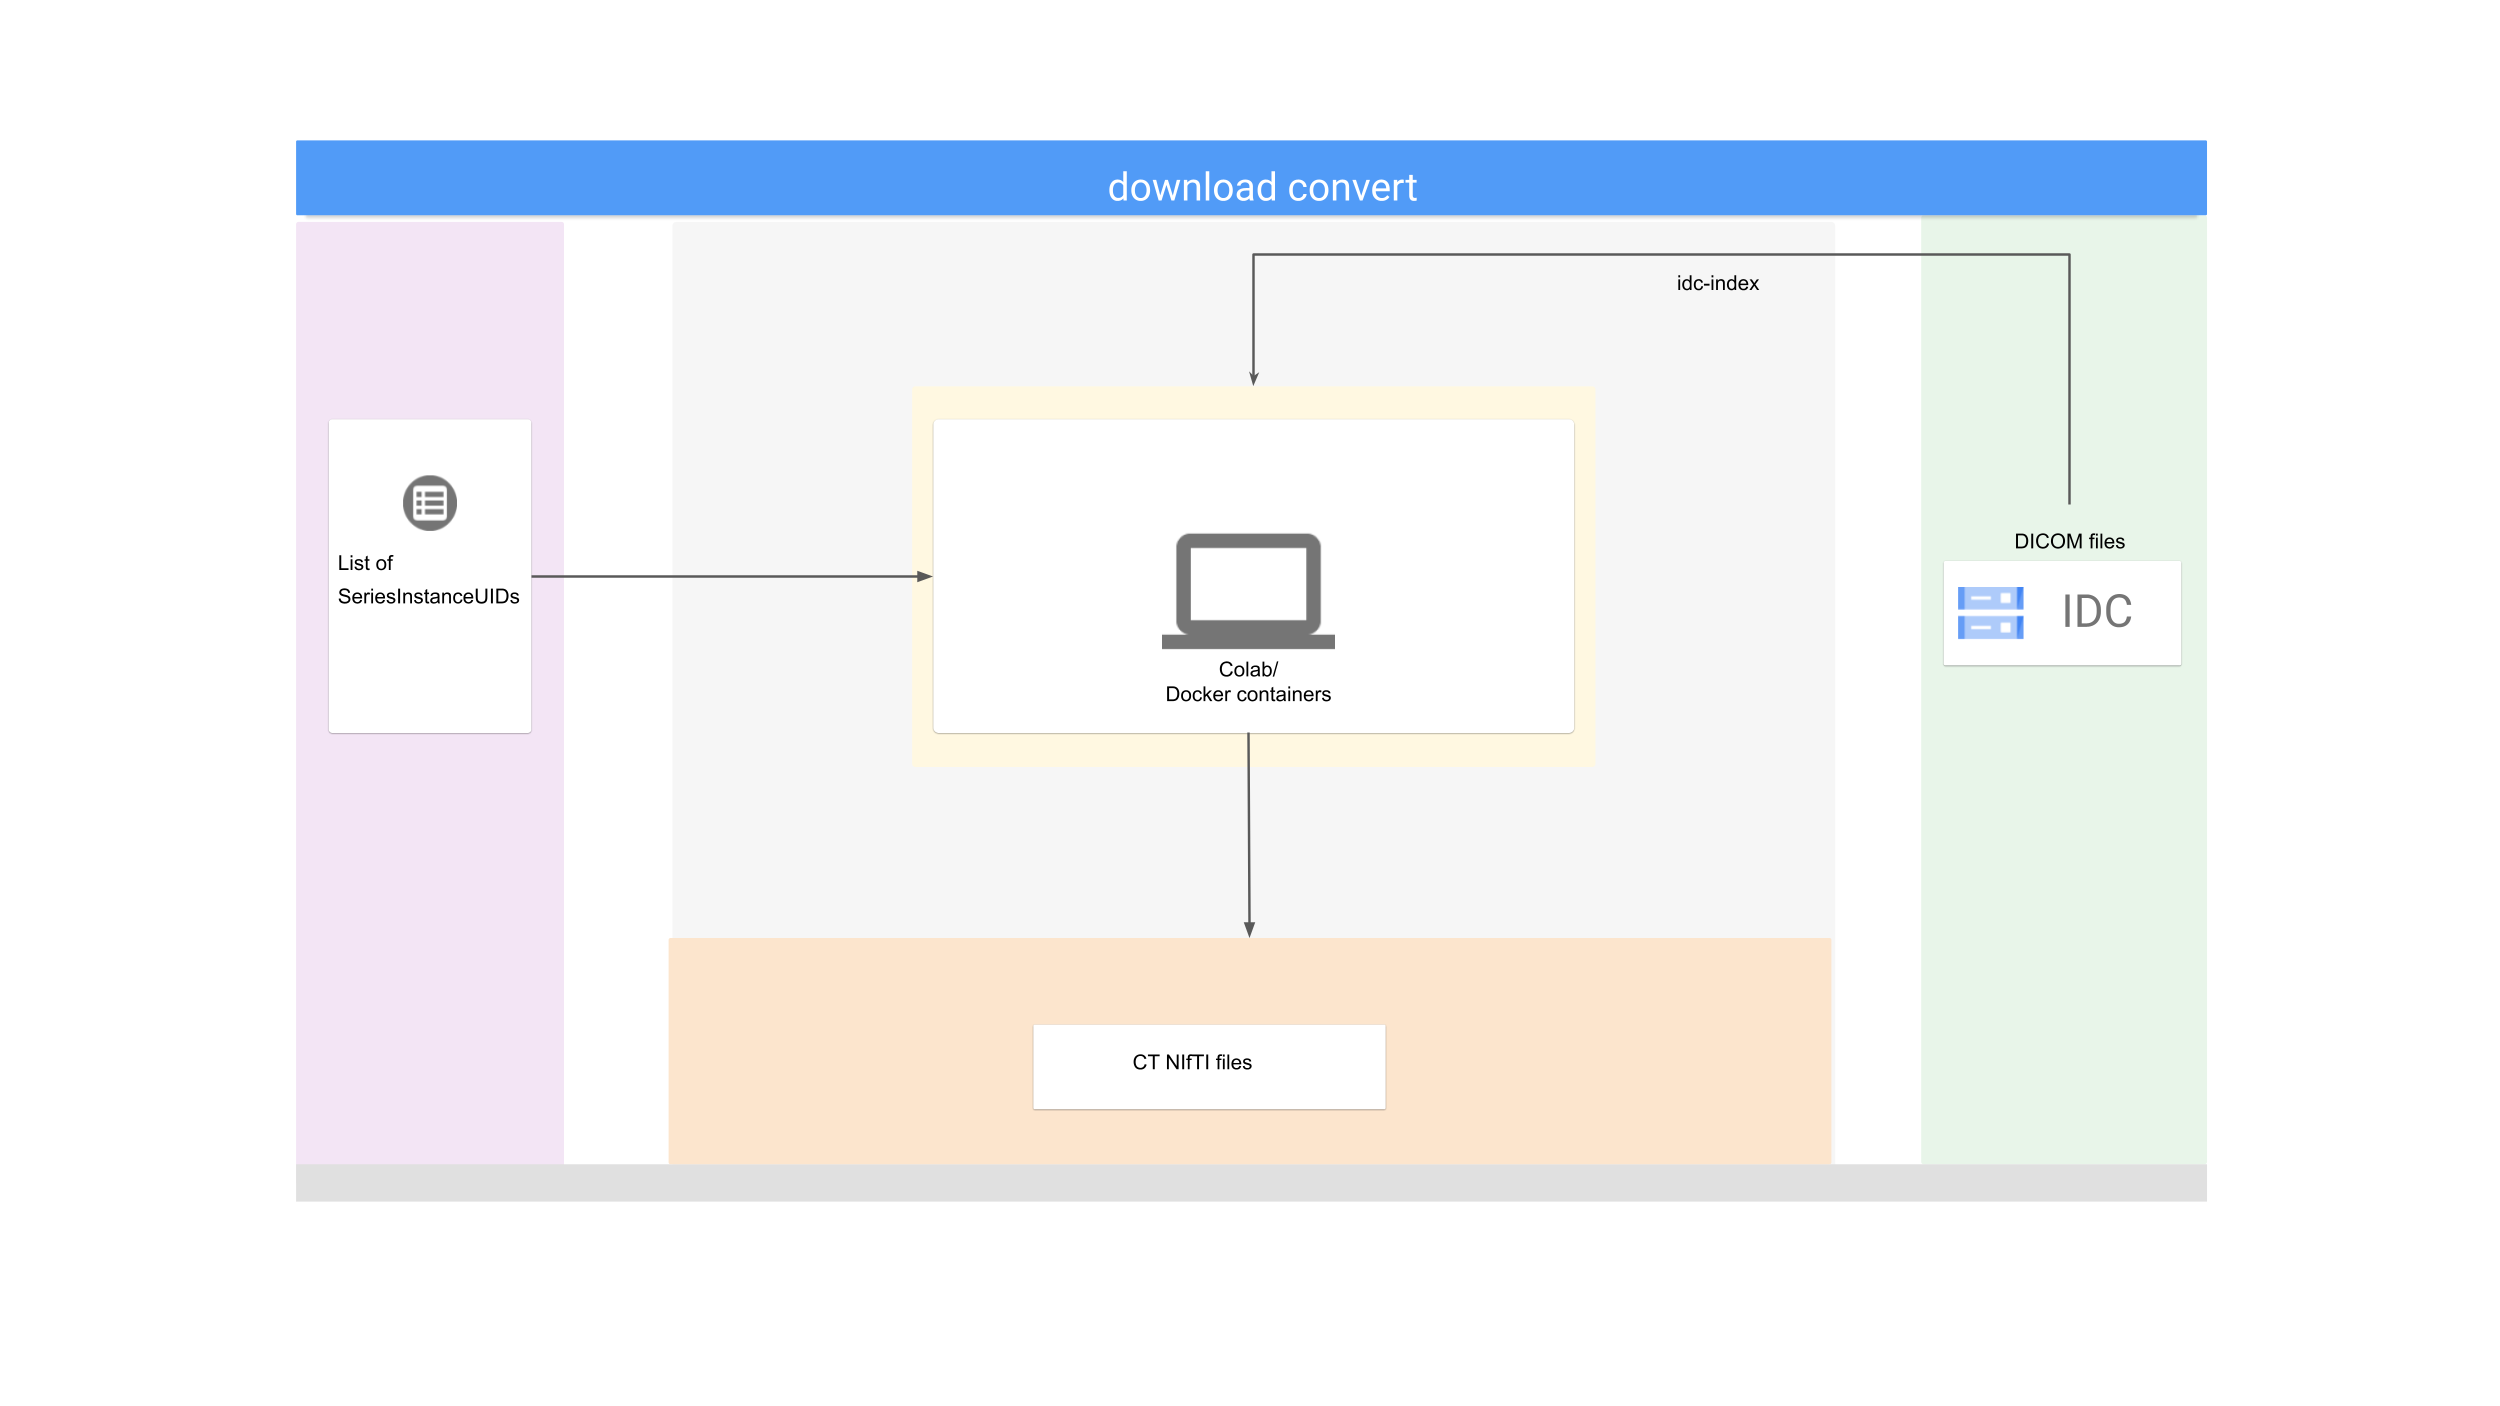 download convert
idc-index
List of
SeriesInstanceUIDs
Colab/
Docker containers
DICOM files
IDC
CT NIfTI files